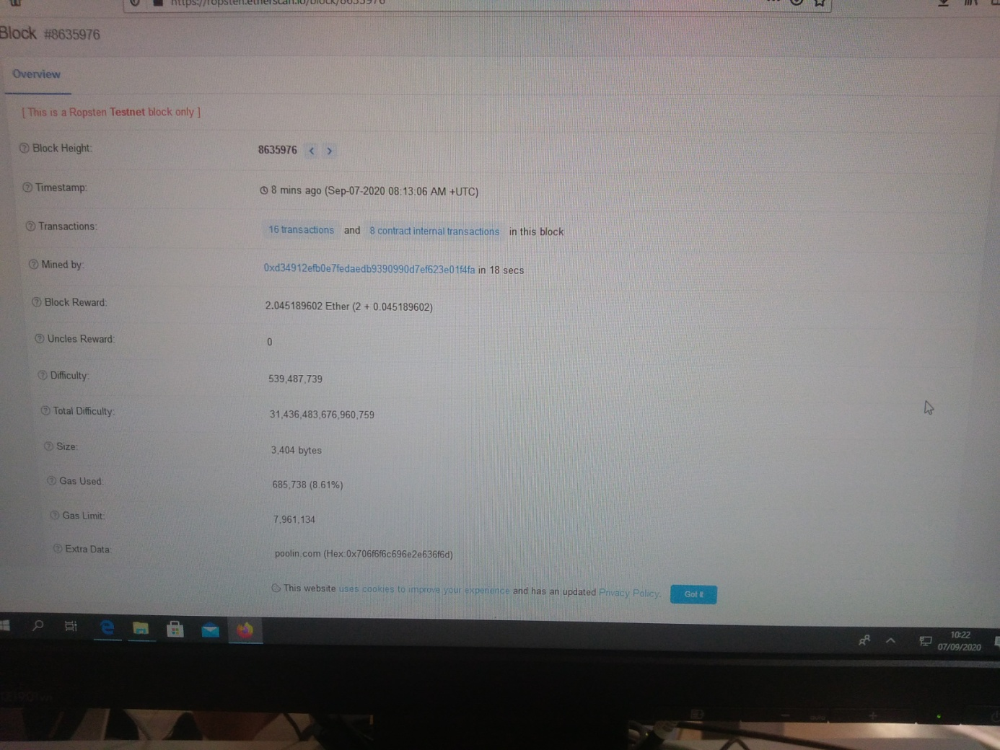 https://ropsten.etherscan.io/block/8635976
Block #8635976
Overview
[ This is a Ropsten Testnet block only ]
Block Height: 8635976
Timestamp: 8 mins ago (Sep-07-2020 08:13:06 AM +UTC)
Transactions: 16 transactions and 8 contract internal transactions in this block
Mined by: 0xd34912efb0e7fedaedb9390990d7ef623e01f4fa in 18 secs
Block Reward: 2.045189602 Ether (2 + 0.045189602)
Uncles Reward: 0
Difficulty: 539,487,739
Total Difficulty: 31,436,483,676,960,759
Size: 3,404 bytes
Gas Used: 685,738 (8.61%)
Gas Limit: 7,961,134
Extra Data: poolin.com (Hex:0x706f6f6c696e2e636f6d)
This website uses cookies to improve your experience and has an updated Privacy Policy. Got It
10:22
07/09/2020